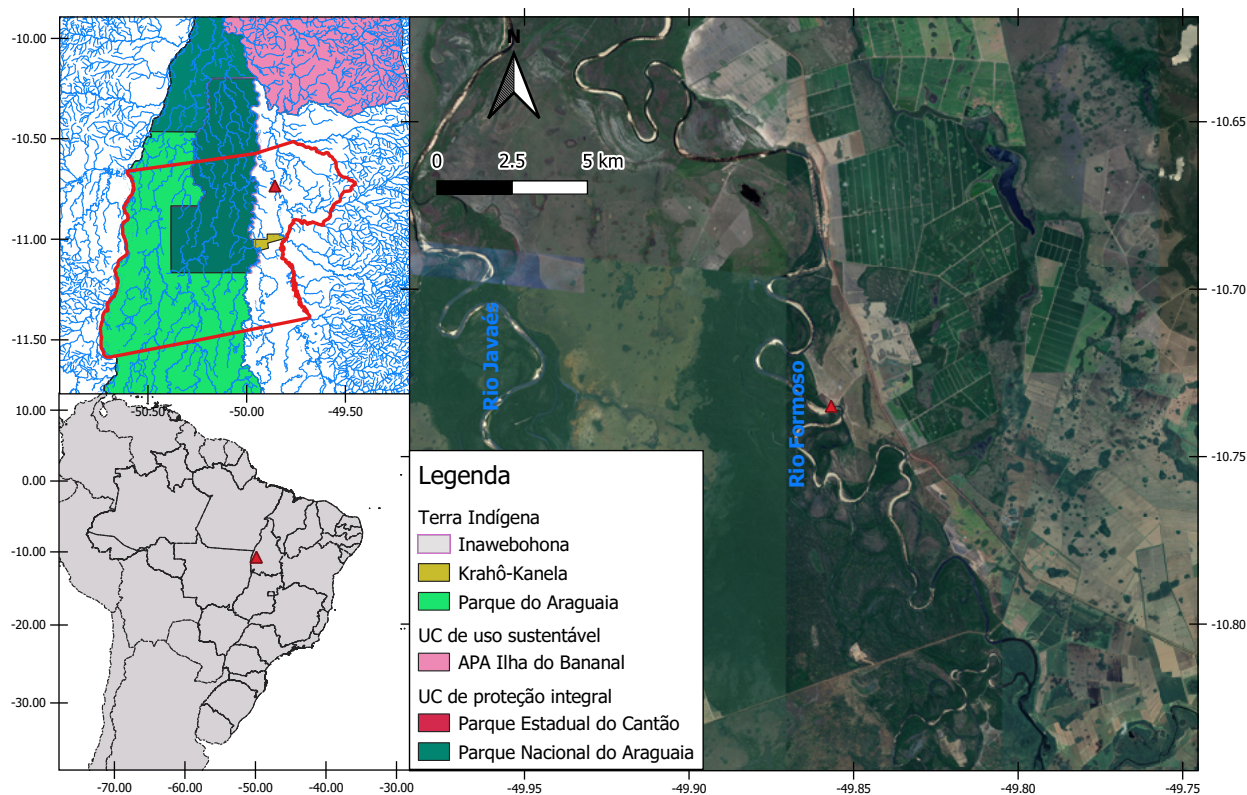 -10.00
-10.50
-11.00
-11.50
-50.50
-50.00
-49.50
10.00
0.00
-10.00
-20.00
-30.00
-70.00
-60.00
-50.00
-40.00
-30.00
N
0
2.5
5 km
Rio Javaés
Rio Formoso
-10.65
-10.70
-10.75
-10.80
-49.95
-49.90
-49.85
-49.80
-49.75
Legenda
Terra Indígena
Inawebohona
Krahô-Kanela
Parque do Araguaia
UC de uso sustentável
APA Ilha do Bananal
UC de proteção integral
Parque Estadual do Cantão
Parque Nacional do Araguaia